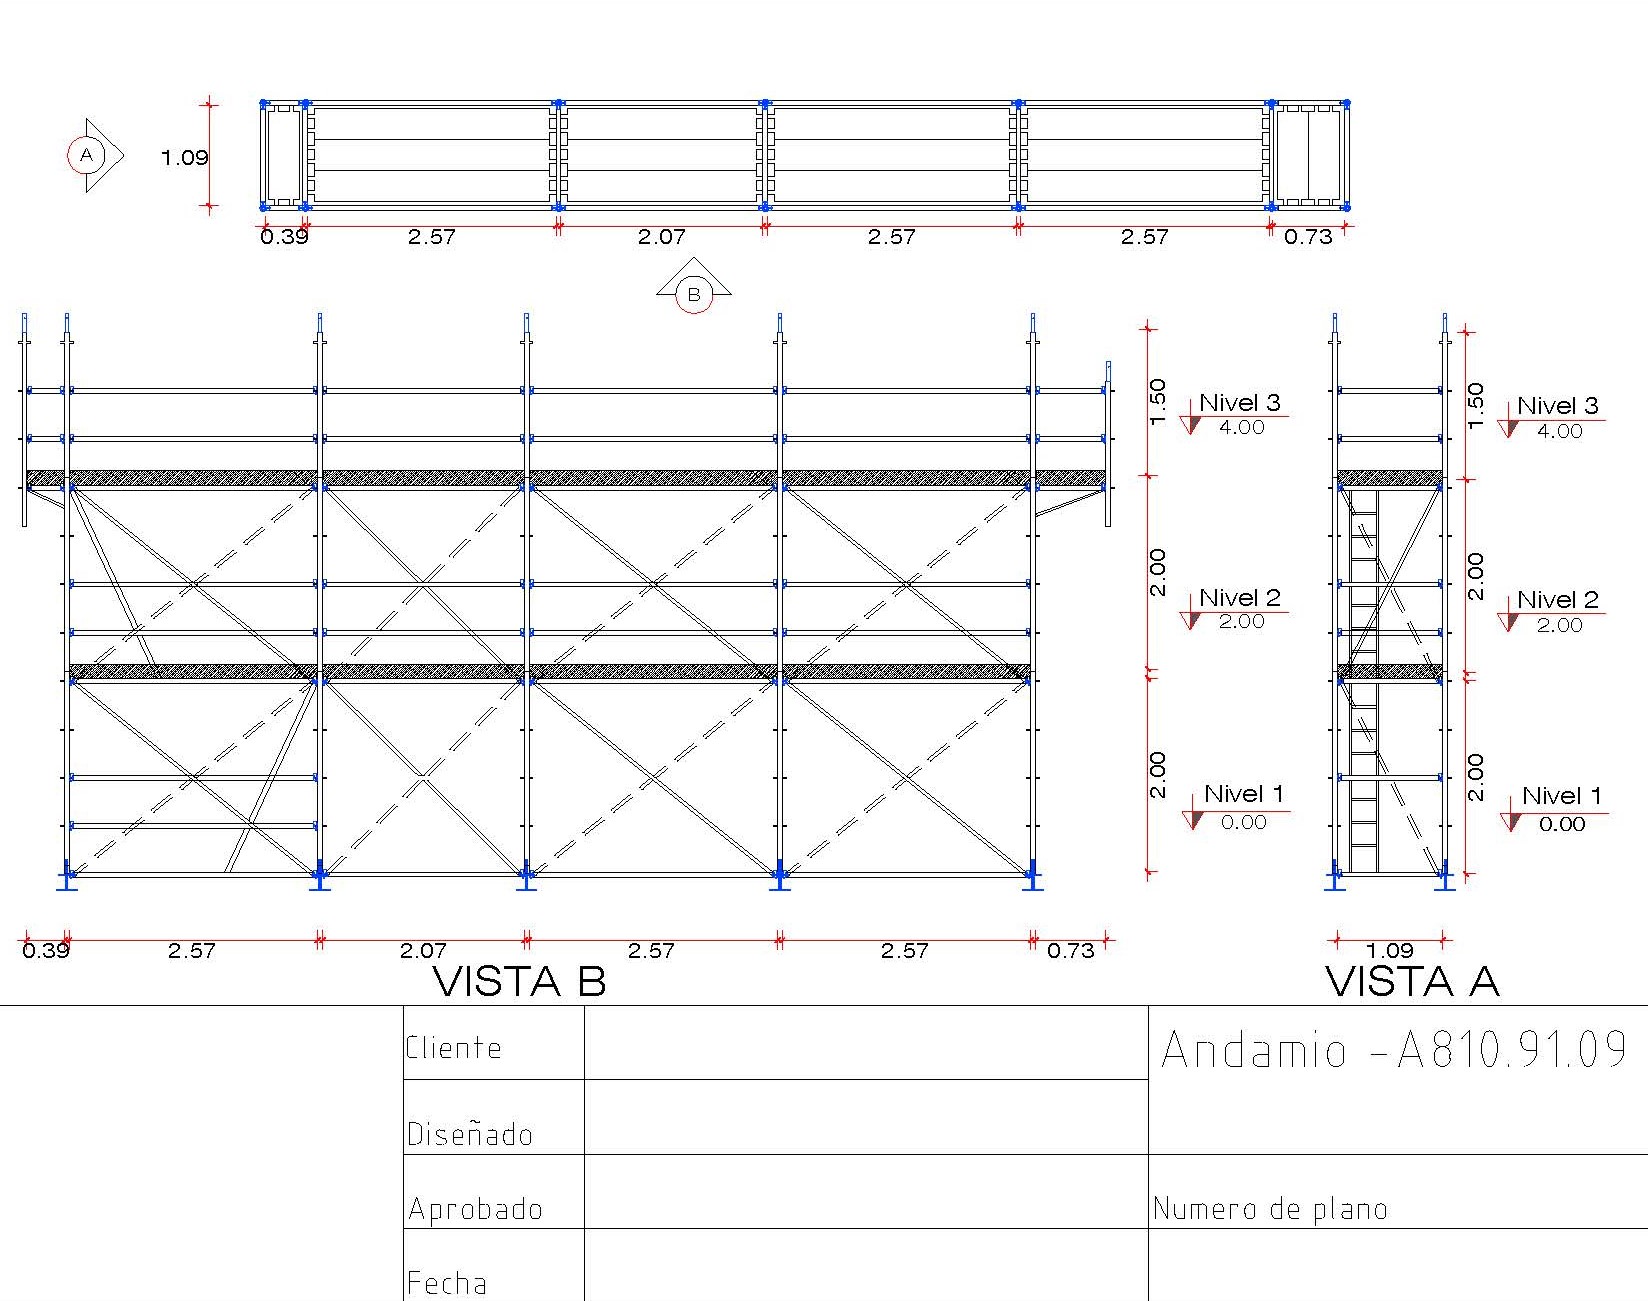 A
1.09
0.39 2.57 2.07 2.57 2.57 0.73
B
1.50 Nivel 3 4.00
2.00 Nivel 2 2.00
2.00 Nivel 1 0.00
0.39 2.57 2.07 2.57 2.57 0.73
VISTA B
1.50 Nivel 3 4.00
2.00 Nivel 2 2.00
2.00 Nivel 1 0.00
1.09
VISTA A
Cliente
Diseñado
Aprobado
Fecha
Andamio -A810.91.09
Numero de plano